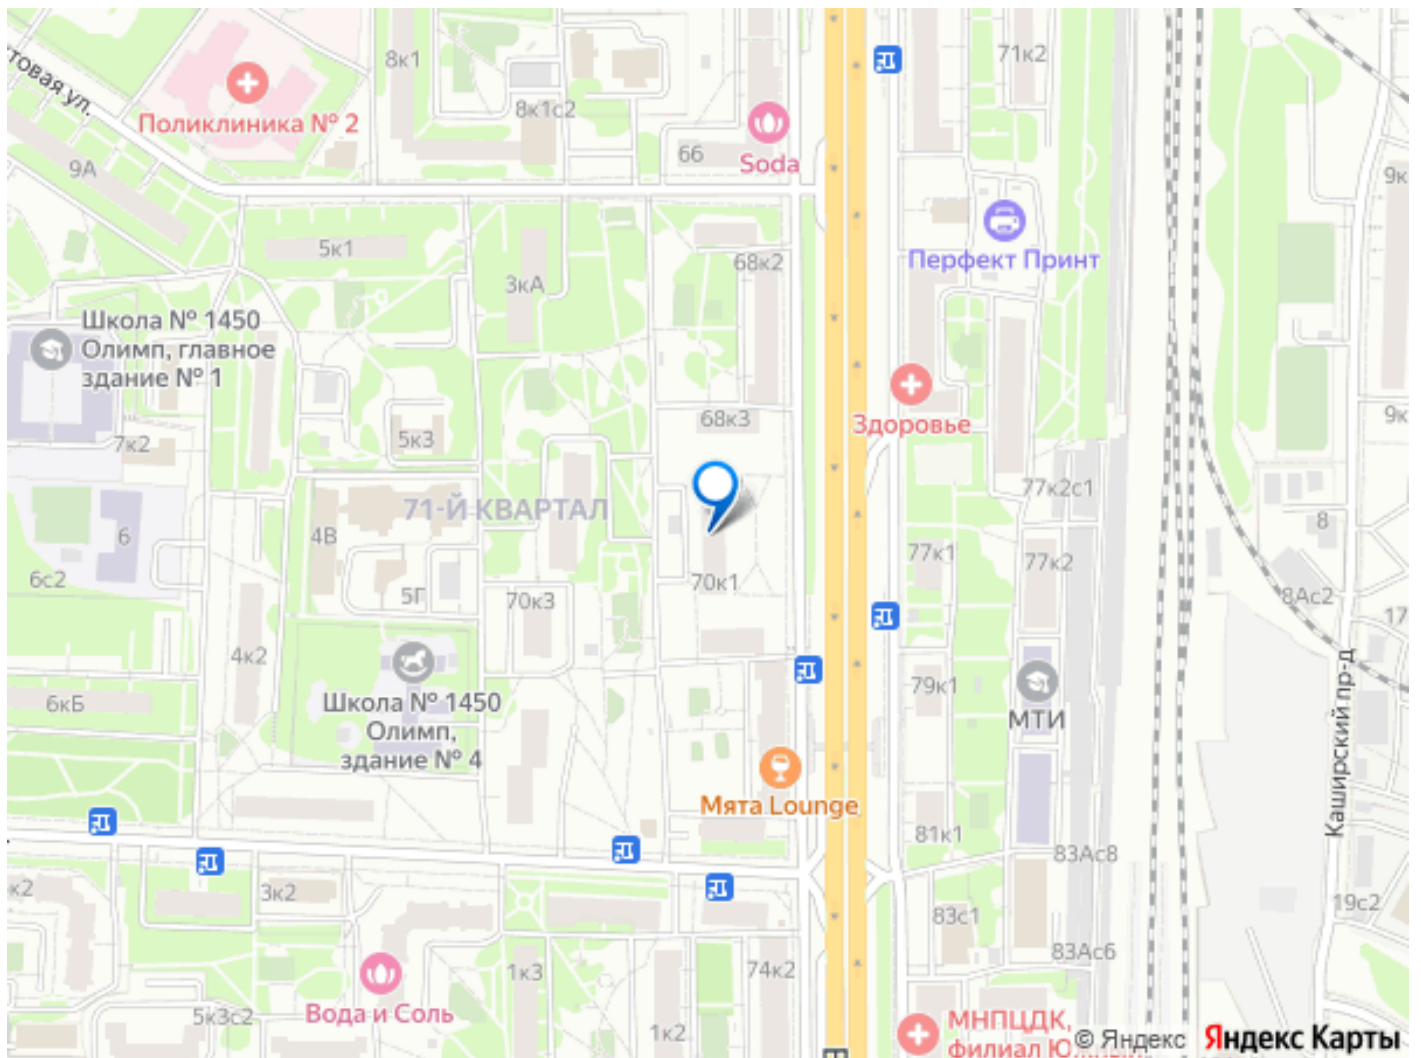 8к1
71к2
товая ул.
8к1с2
Поликлиника № 2
66
Soda
9А
9к
5к1
68к2
Перфект Принт
3кА
Школа № 1450
Олимп, главное
здание № 1
68к3
Здоровье
9к
5к3
7к2
77к2с1
71-Й КВАРТАЛ
8
6
4В
77к1
77к2
6с2
70к1
5Г
70к3
8Ас2
17
4к2
79к1
6кБ
Школа № 1450
Олимп,
здание № 4
МТИ
Каширский пр-д
Мята Lounge
81к1
83Ас8
к2
3к2
19с2
83с1
83Ас6
1к3
74к2
Вода и Соль
5к3с2
1к2
МНПЦДК,
филиал Ю
© Яндекс Яндекс Карты